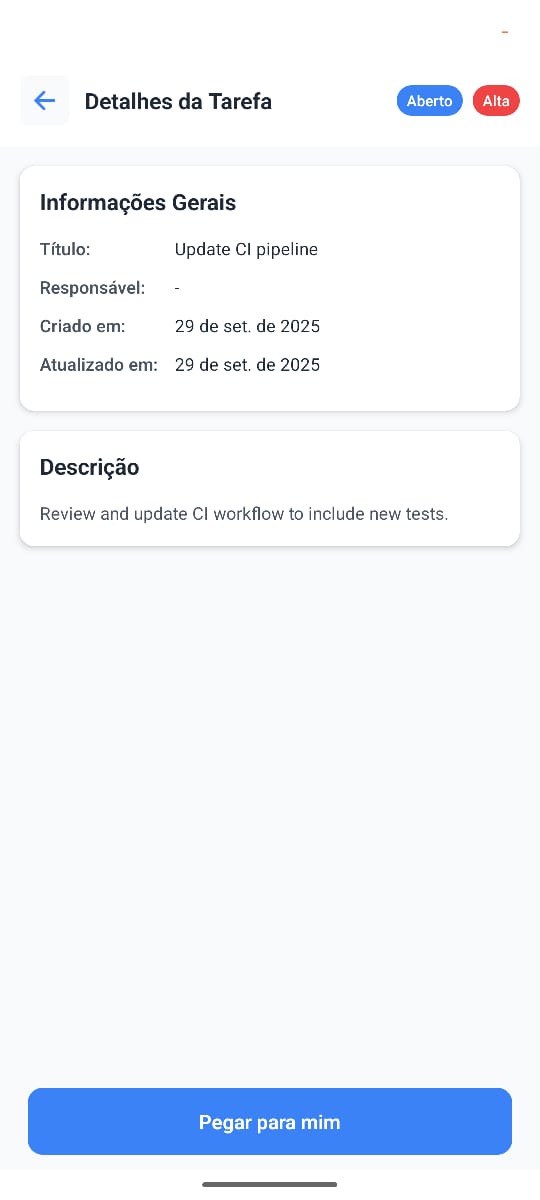 Detalhes da Tarefa
Aberto
Alta
Informações Gerais
Título: Update CI pipeline
Responsável: -
Criado em: 29 de set. de 2025
Atualizado em: 29 de set. de 2025
Descrição
Review and update CI workflow to include new tests.
Pegar para mim